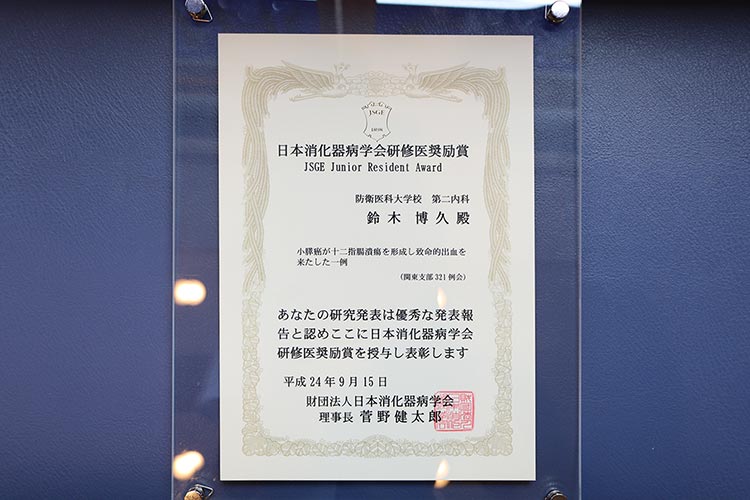 JSGE
日本消化器病学会研修医奨励賞
JSGE Junior Resident Award
防衛医科大学校 第二内科
鈴木 博久殿
小膵癌が十二指腸潰瘍を形成し致命的出血を
来たした一例
(関東支部321例会)
あなたの研究発表は優秀な発表報
告と認めここに日本消化器病学会
研修医奨励賞を授与し表彰します
平成24年9月15日
財団法人日本消化器病学会
理事長 菅野健太郎